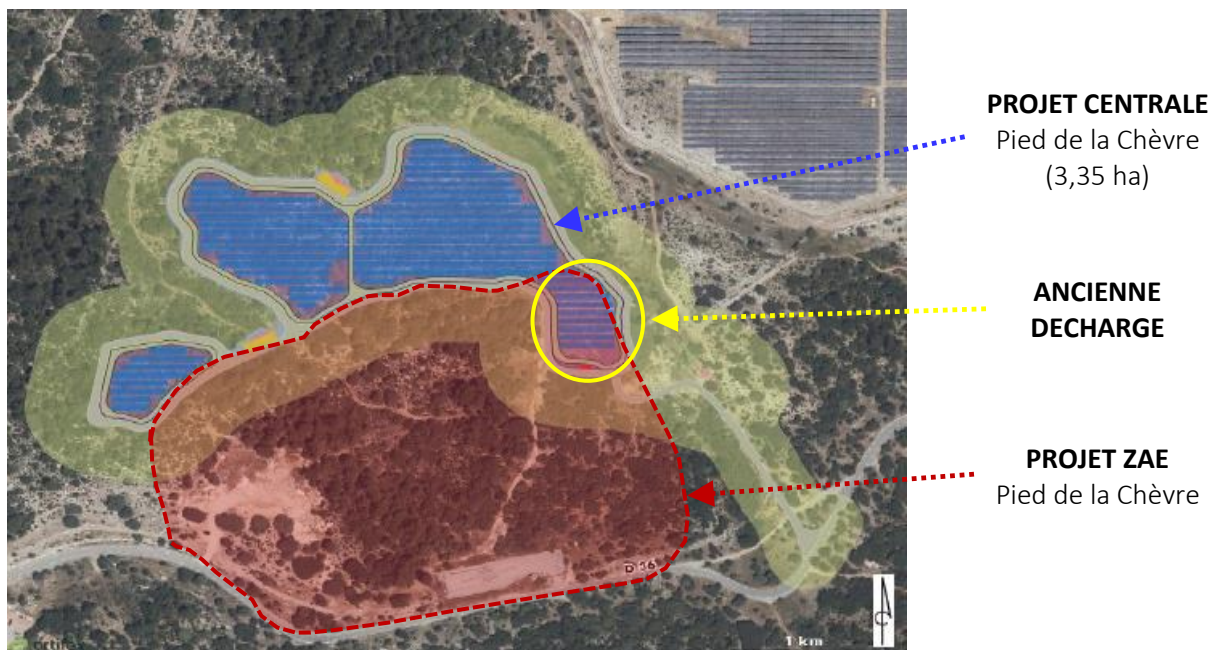 PROJET CENTRALE
Pied de la Chèvre
(3,35 ha)
ANCIENNE
DECHARGE
PROJET ZAE
Pied de la Chèvre
1 km